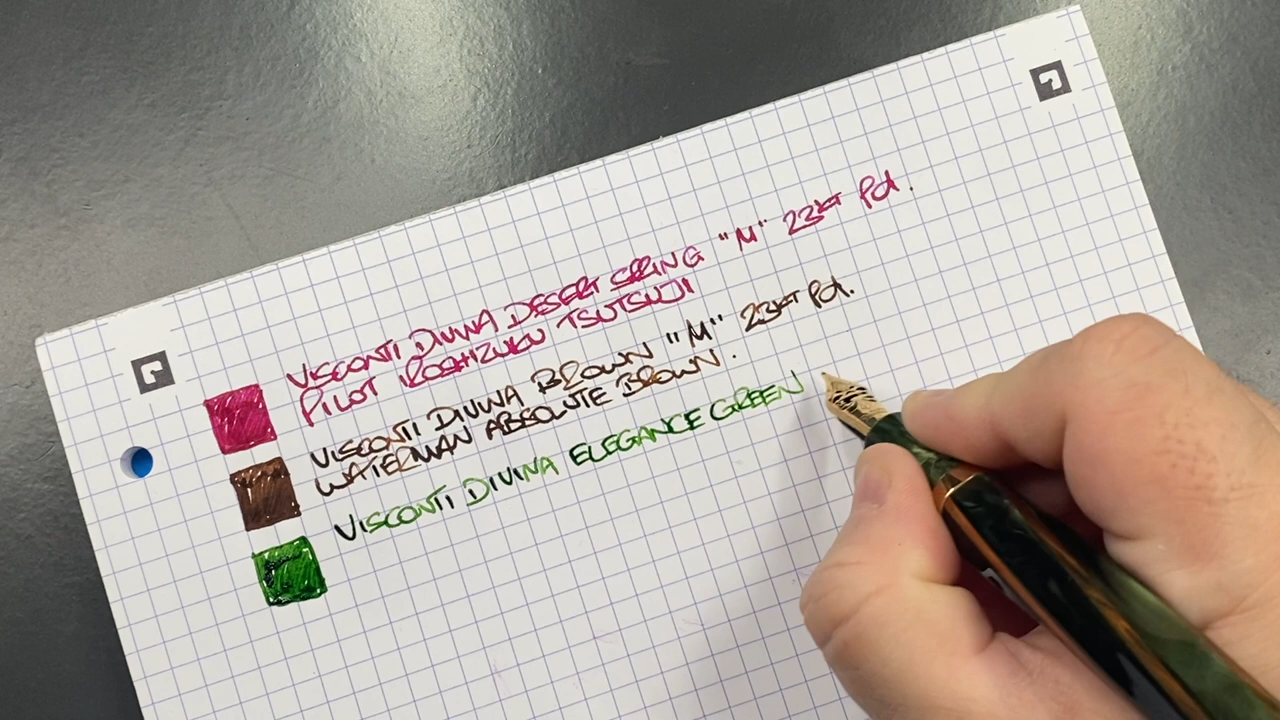 VISCONTI DIVINA DESERT SPRING "M" 23KT Pd.
PILOT IROSHIZUKU TSUTSUJI
VISCONTI DIVINA BROWN "M" 23KT Pd.
WATERMAN ABSOLUTE BROWN.
VISCONTI DIVINA ELEGANCE GREEN